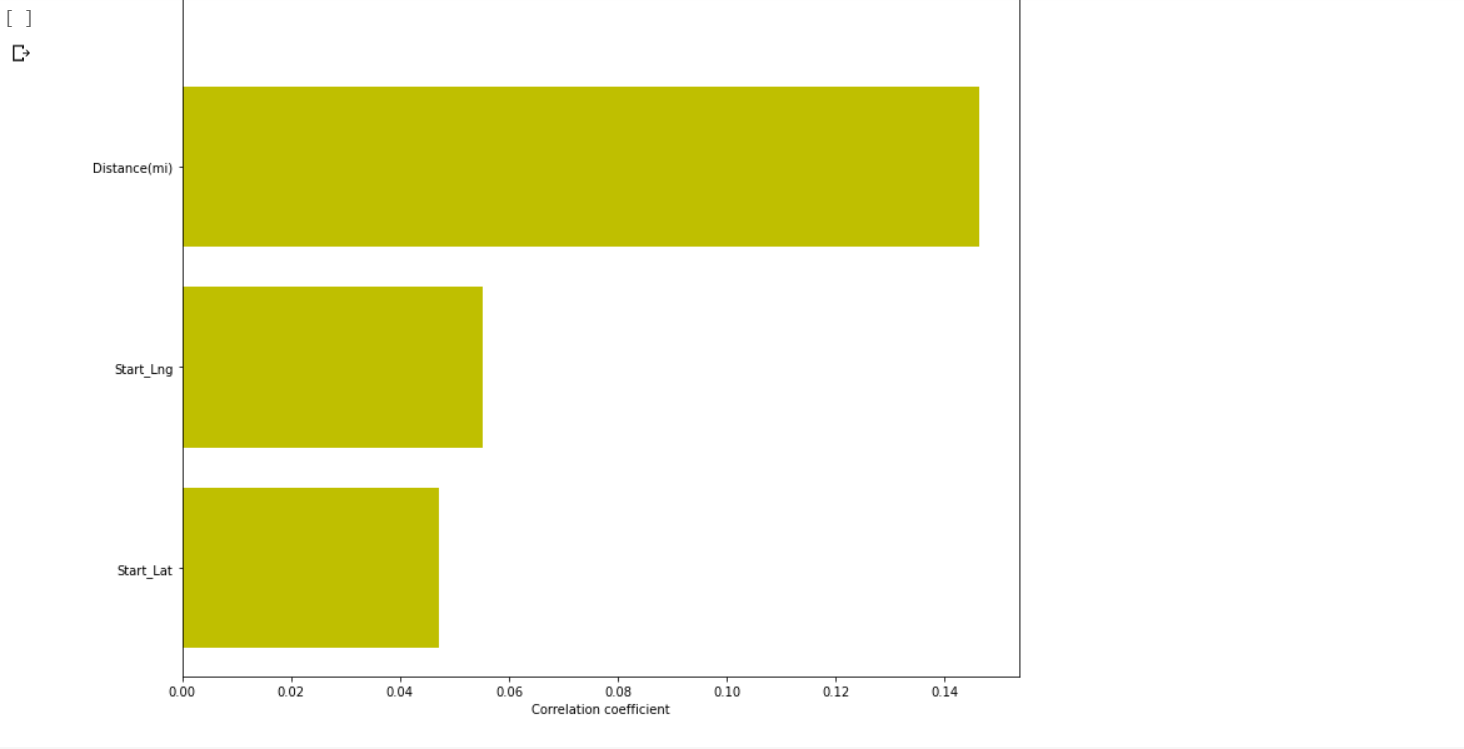 [ ]
Distance(mi)
Start_Lng
Start_Lat
0.00 0.02 0.04 0.06 0.08 0.10 0.12 0.14
Correlation coefficient